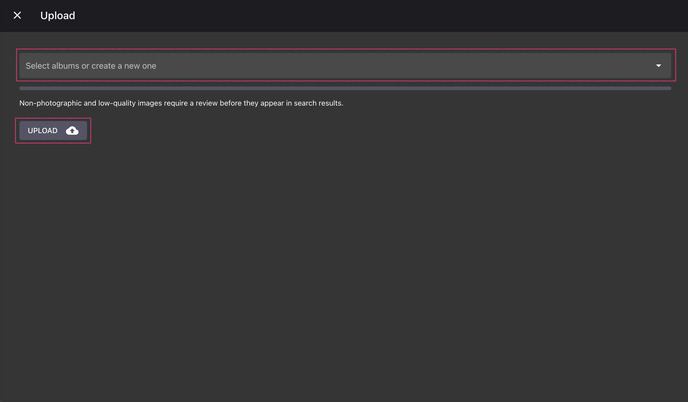 Upload
Select albums or create a new one
Non-photographic and low-quality images require a review before they appear in search results.
UPLOAD